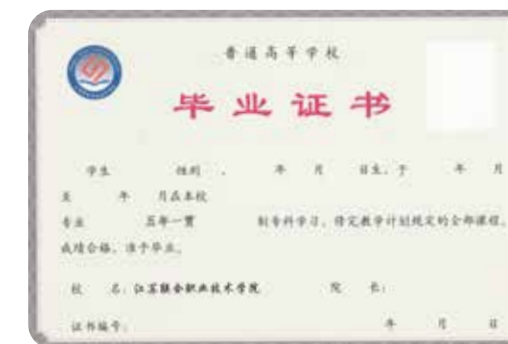 普通高等学校
毕业证书
学生 性别 , 年 月 日生,于 年 月
至 年 月在本校
专业 五年一贯 制专科学习,修完教学计划规定的全部课程,
成绩合格,准予毕业。
校 名:江苏联合职业技术学院 院 长:
证书编号: 年 月 日